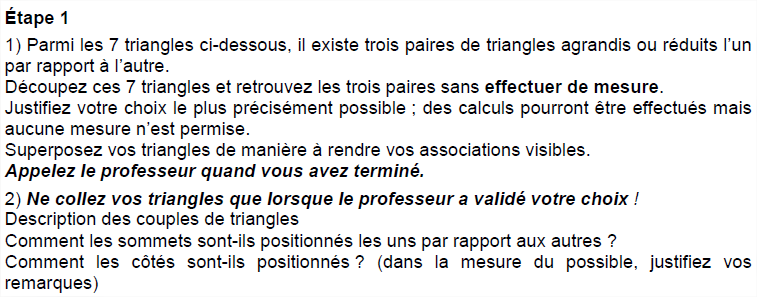 Étape 1
1) Parmi les 7 triangles ci-dessous, il existe trois paires de triangles agrandis ou réduits l'un
par rapport à l'autre.
Découpez ces 7 triangles et retrouvez les trois paires sans effectuer de mesure.
Justifiez votre choix le plus précisément possible ; des calculs pourront être effectués mais
aucune mesure n'est permise.
Superposez vos triangles de manière à rendre vos associations visibles.
Appelez le professeur quand vous avez terminé.
2) Ne collez vos triangles que lorsque le professeur a validé votre choix !
Description des couples de triangles
Comment les sommets sont-ils positionnés les uns par rapport aux autres ?
Comment les côtés sont-ils positionnés ? (dans la mesure du possible, justifiez vos
remarques)